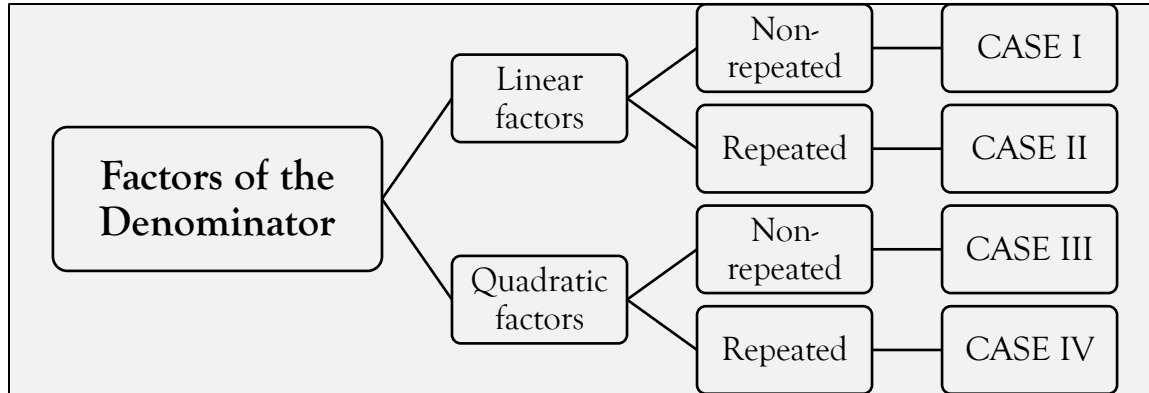 Factors of the
Denominator
Linear
factors
Non-
repeated
CASE I
Repeated
CASE II
Quadratic
factors
Non-
repeated
CASE III
Repeated
CASE IV